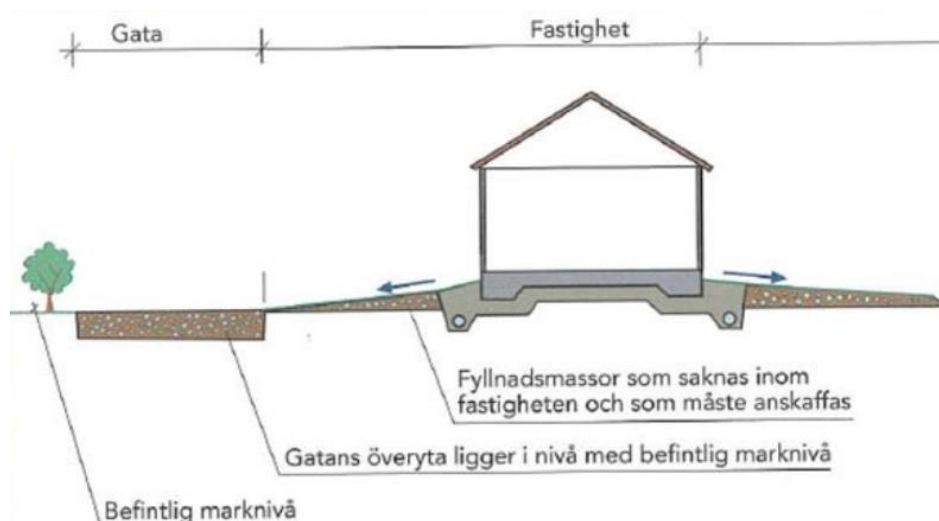 Gata
Fastighet
Fyllnadsmassor som saknas inom
fastigheten och som måste anskaffas
Gatans överyta ligger i nivå med befintlig marknivå
Befintlig marknivå